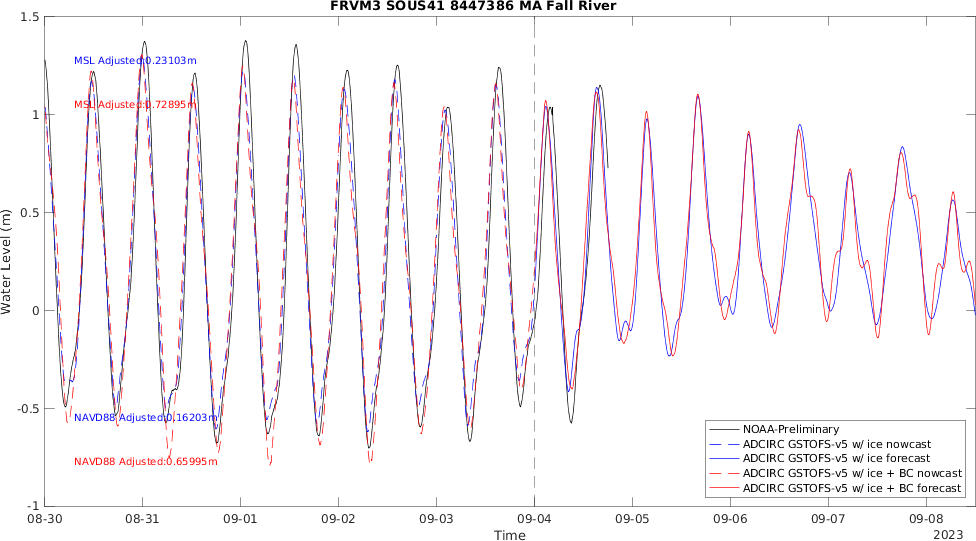 FRVM3 SOUS41 8447386 MA Fall River
1.5
1
0.5
0
-0.5
-1
Water Level (m)
MSL Adjusted:0.23103m
MSL Adjusted:0.72895m
NAVD88 Adjusted:0.16203m
NAVD88 Adjusted:0.65995m
NOAA-Preliminary
ADCIRC GSTOFS-v5 w/ ice nowcast
ADCIRC GSTOFS-v5 w/ ice forecast
ADCIRC GSTOFS-v5 w/ ice + BC nowcast
ADCIRC GSTOFS-v5 w/ ice + BC forecast
08-30 08-31 09-01 09-02 09-03 09-04 09-05 09-06 09-07 09-08
Time
2023